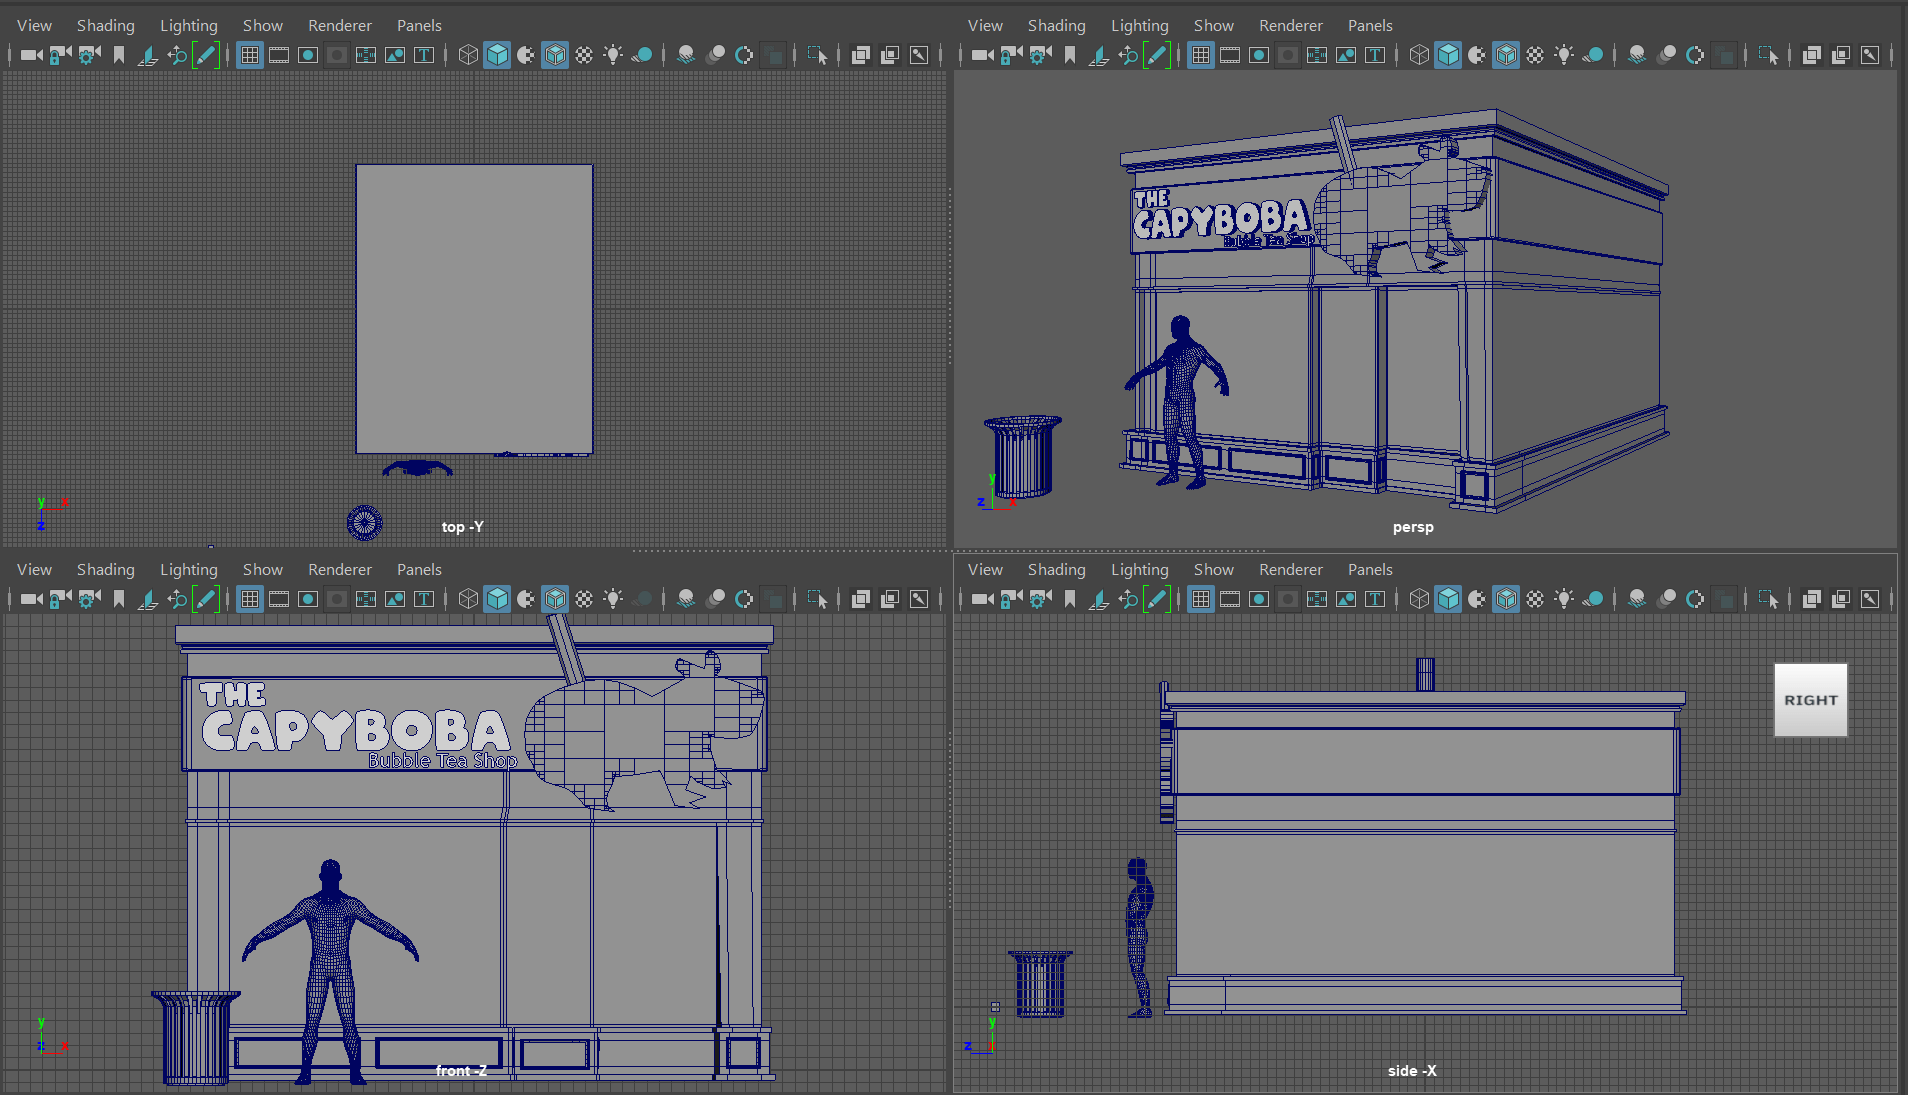 View Shading Lighting Show Renderer Panels
top -Y
y x
z
View Shading Lighting Show Renderer Panels
THE
CAPYBOBA
Bubble Tea Shop
y
z x
persp
View Shading Lighting Show Renderer Panels
THE
CAPYBOBA
Bubble Tea Shop
y
z x
front -Z
View Shading Lighting Show Renderer Panels
RIGHT
y
z
side -X